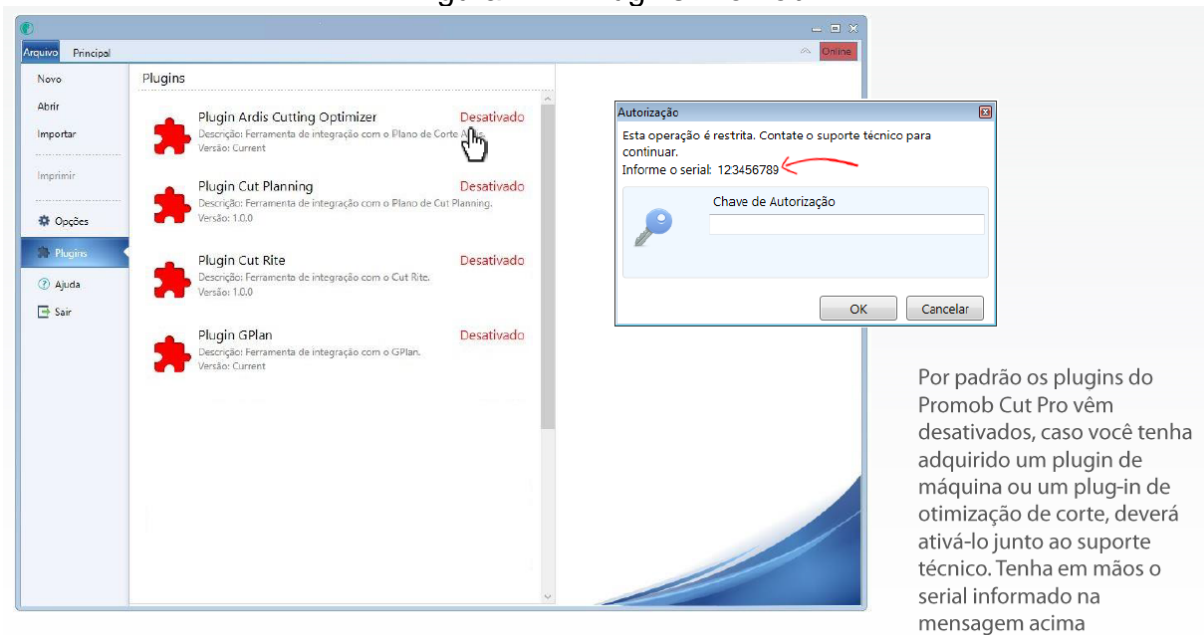 Arquivo Principal
Online
Novo
Abrir
Importar
Imprimir
Opções
Plugins
Ajuda
Sair
Plugins
Plugin Ardis Cutting Optimizer Desativado
Descrição: Ferramenta de integração com o Plano de Corte
Versão: Current
Plugin Cut Planning Desativado
Descrição: Ferramenta de integração com o Plano de Cut Planning.
Versão: 1.0.0
Plugin Cut Rite Desativado
Descrição: Ferramenta de integração com o Cut Rite.
Versão: 1.0.0
Plugin GPlan Desativado
Descrição: Ferramenta de integração com o GPlan.
Versão: Current
Autorização
Esta operação é restrita. Contate o suporte técnico para
continuar.
Informe o serial: 123456789
Chave de Autorização
OK Cancelar
Por padrão os plugins do
Promob Cut Pro vêm
desativados, caso você tenha
adquirido um plugin de
máquina ou um plug-in de
otimização de corte, deverá
ativá-lo junto ao suporte
técnico. Tenha em mãos o
serial informado na
mensagem acima